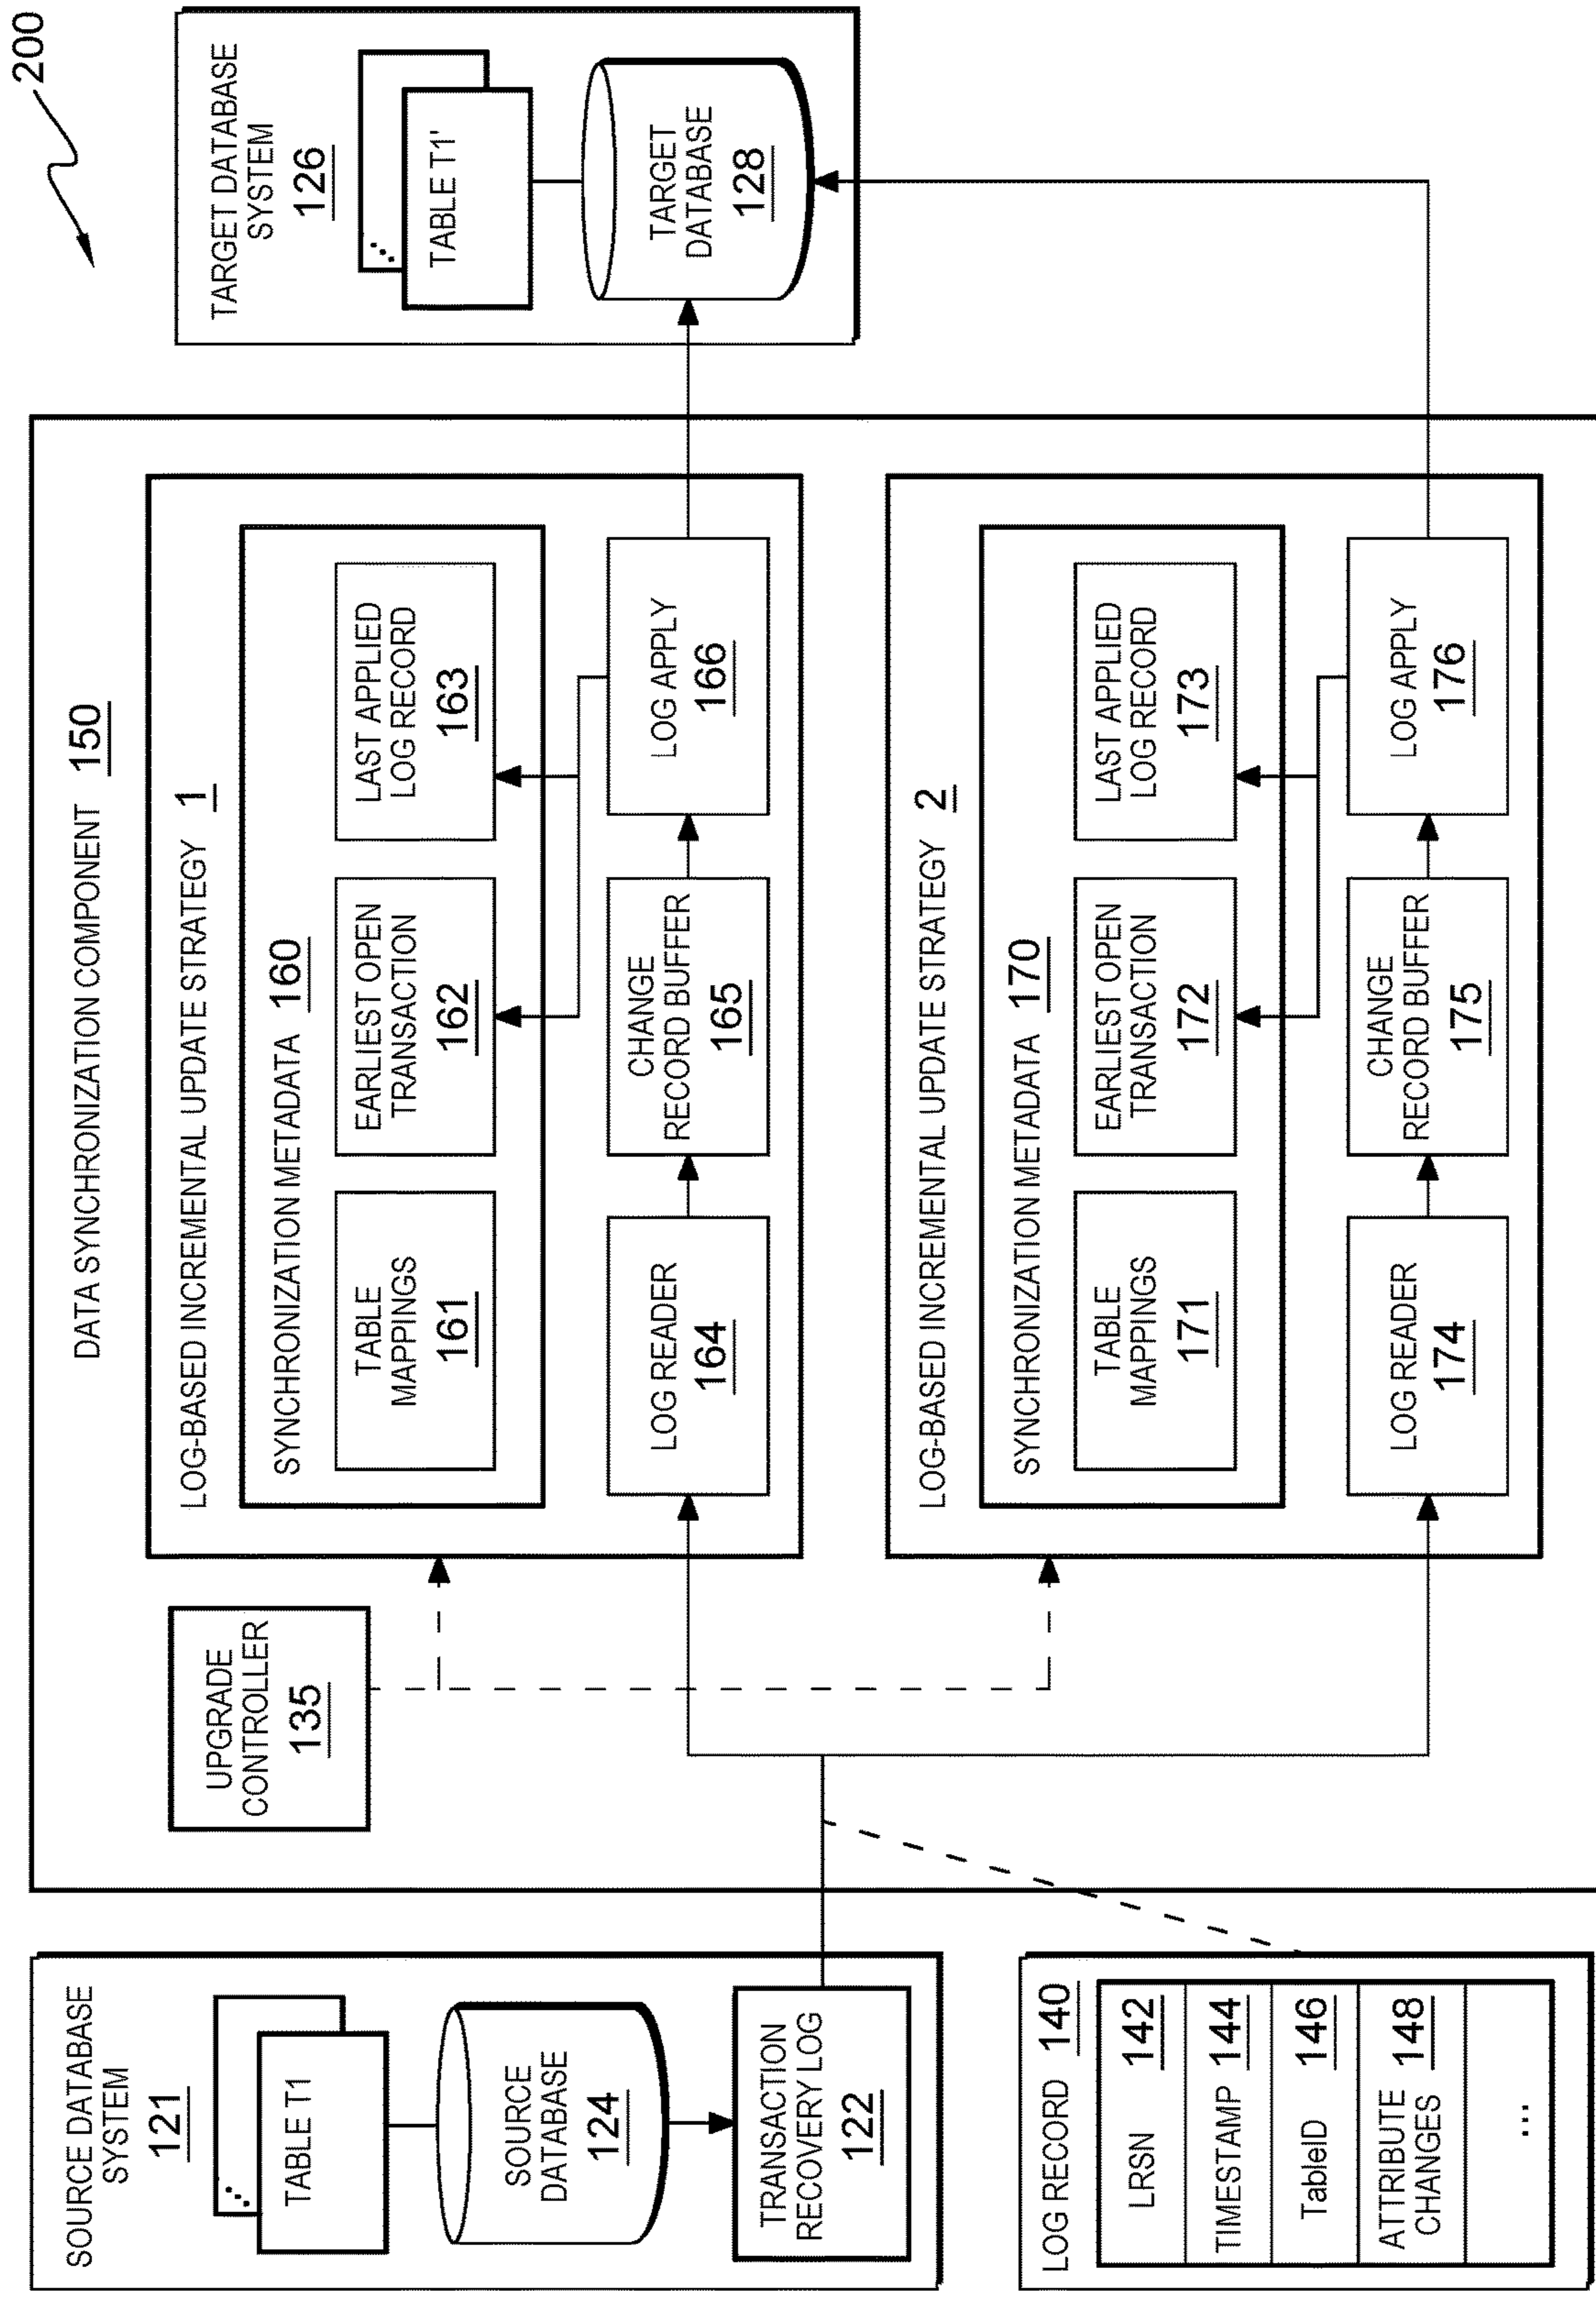 200
SOURCE DATABASE
SYSTEM
121
TABLE T1
SOURCE
DATABASE
124
TRANSACTION
RECOVERY LOG
122
LOG RECORD 140
LRSN 142
TIMESTAMP 144
TableID 146
ATTRIBUTE
CHANGES 148
...
DATA SYNCHRONIZATION COMPONENT 150
UPGRADE
CONTROLLER
135
LOG-BASED INCREMENTAL UPDATE STRATEGY 1
SYNCHRONIZATION METADATA 160
TABLE
MAPPINGS
161
EARLIEST OPEN
TRANSACTION
162
LAST APPLIED
LOG RECORD
163
LOG READER
164
CHANGE
RECORD BUFFER
165
LOG APPLY
166
LOG-BASED INCREMENTAL UPDATE STRATEGY 2
SYNCHRONIZATION METADATA 170
TABLE
MAPPINGS
171
EARLIEST OPEN
TRANSACTION
172
LAST APPLIED
LOG RECORD
173
LOG READER
174
CHANGE
RECORD BUFFER
175
LOG APPLY
176
TARGET DATABASE
SYSTEM
126
TABLE T1'
TARGET
DATABASE
128